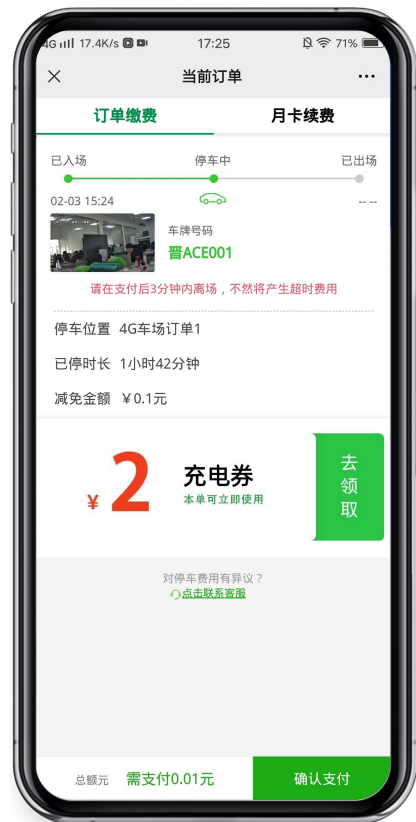 4G 17.4K/s 17:25 71%
当前订单
订单缴费 月卡续费
已入场 停车中 已出场
02-03 15:24 -- --
车牌号码
晋ACE001
请在支付后3分钟内离场，不然将产生超时费用
停车位置 4G车场订单1
已停时长 1小时42分钟
减免金额 ￥0.1元
¥ 2 充电券
本单可立即使用
去领取
对停车费用有异议？
点击联系客服
总额元 需支付0.01元 确认支付